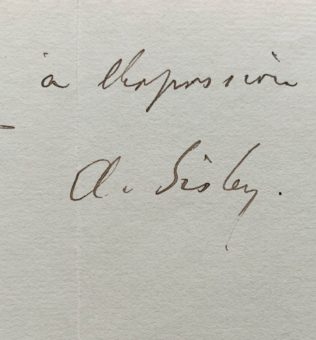 à l'Exposition
A. Sisley.